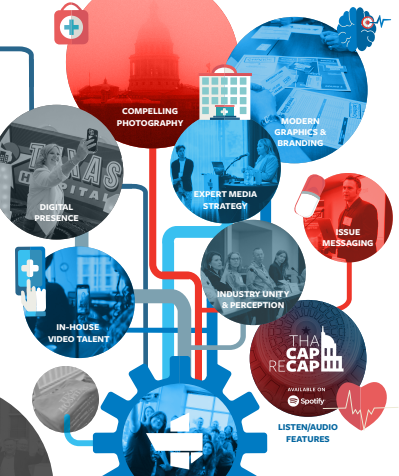 COMPELLING
PHOTOGRAPHY
MODERN
GRAPHICS &
BRANDING
EXPERT MEDIA
STRATEGY
TEXAS
DIGITAL
PRESENCE
ISSUE
MESSAGING
INDUSTRY UNITY
& PERCEPTION
IN-HOUSE
VIDEO TALENT
THA
CAP
RECAP
AVAILABLE ON
Spotify
LISTEN/AUDIO
FEATURES